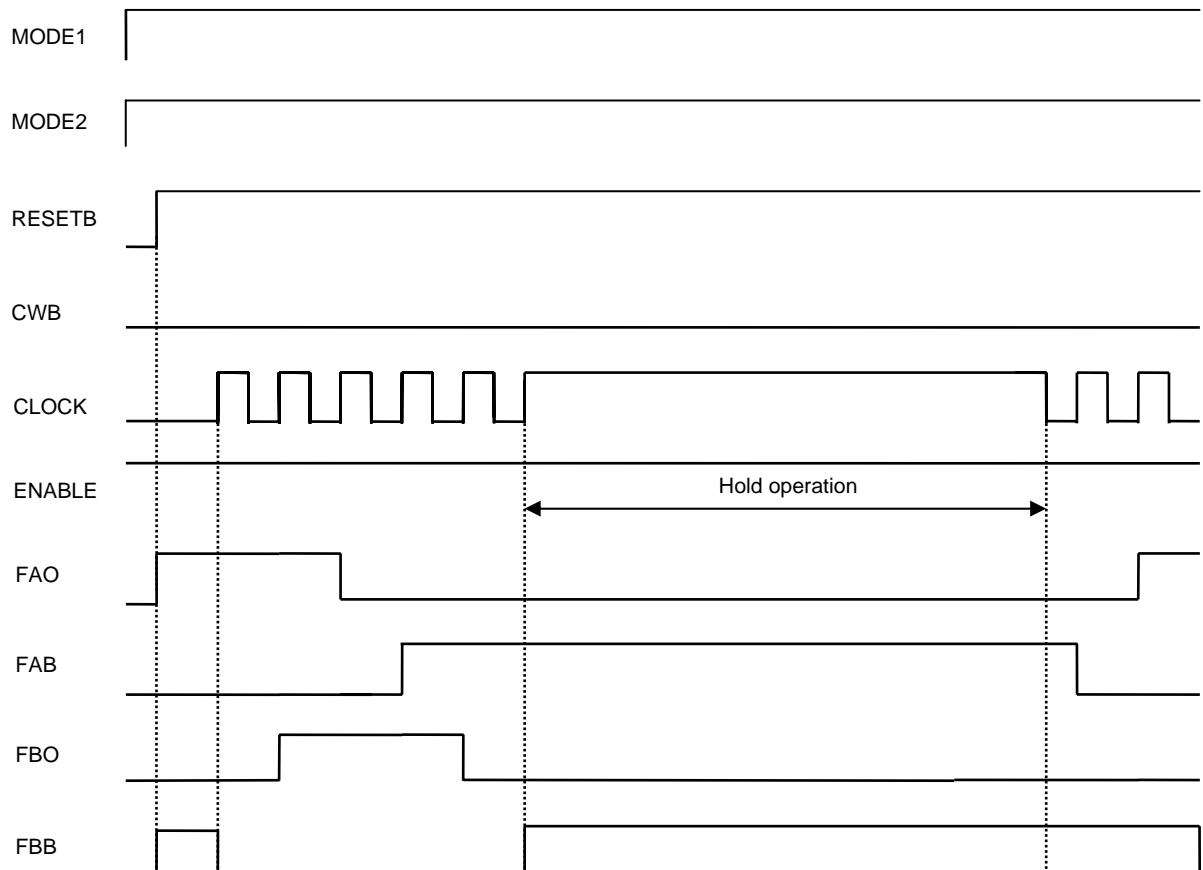 MODE1
MODE2
RESETB
CWB
CLOCK
ENABLE
Hold operation
FAO
FAB
FBO
FBB